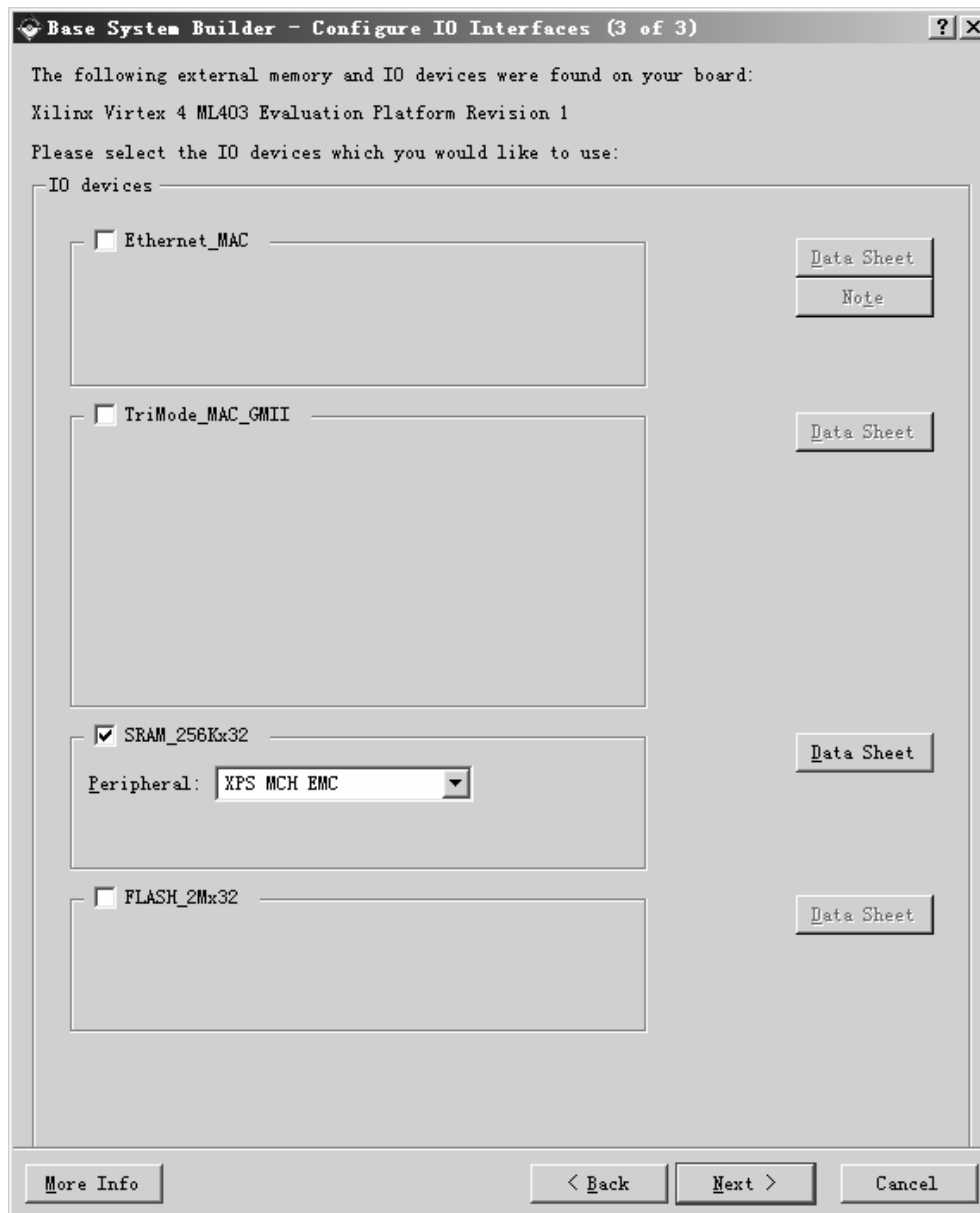 Base System Builder - Configure IO Interfaces (3 of 3)
The following external memory and IO devices were found on your board:
Xilinx Virtex 4 ML403 Evaluation Platform Revision 1
Please select the IO devices which you would like to use:
IO devices
Ethernet_MAC
Data Sheet
Note
TriMode_MAC_GMII
Data Sheet
SRAM_256Kx32
Data Sheet
Peripheral: XPS MCH EMC
FLASH_2Mx32
Data Sheet
More Info < Back Next > Cancel